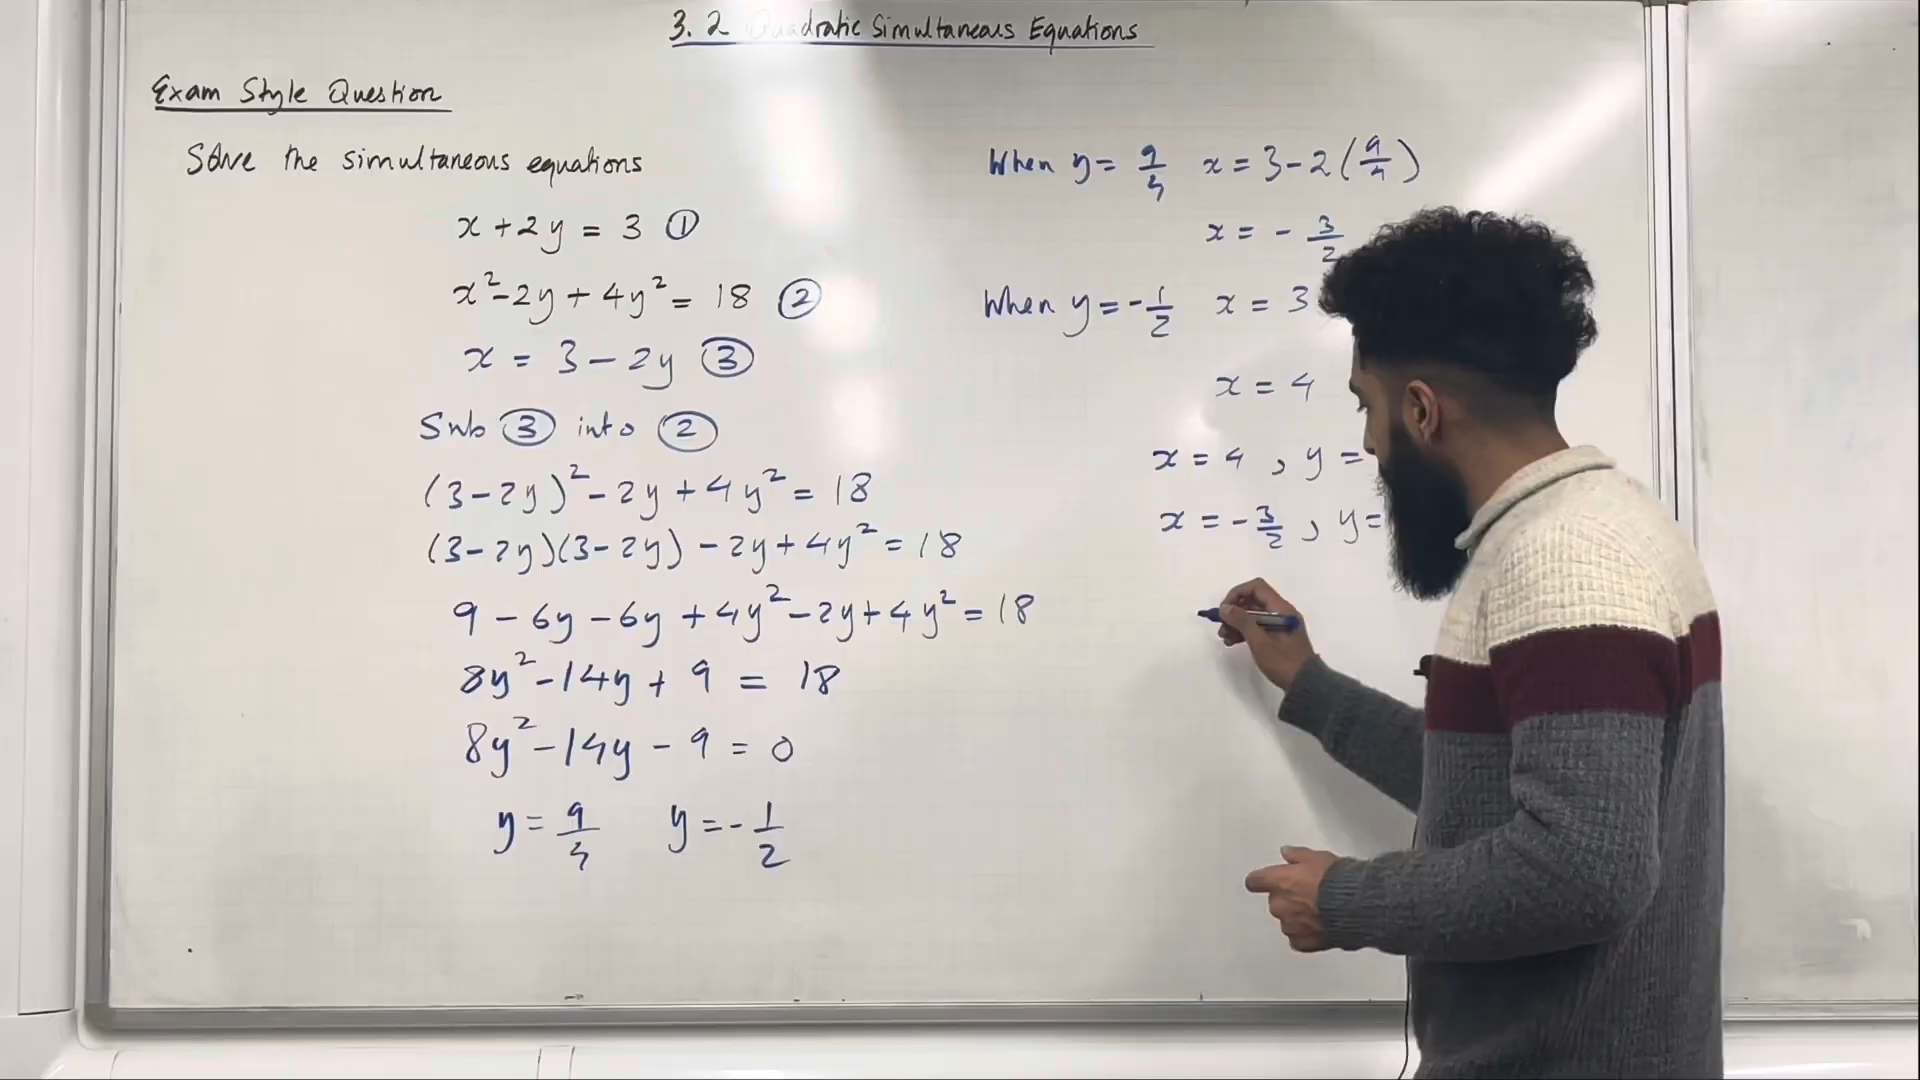 3.2 Quadratic Simultaneous Equations
Exam Style Question
Solve the simultaneous equations
x + 2y = 3 ①
x² - 2y + 4y² = 18 ②
x = 3 - 2y ③
Sub ③ into ②
(3 - 2y)² - 2y + 4y² = 18
(3 - 2y)(3 - 2y) - 2y + 4y² = 18
9 - 6y - 6y + 4y² - 2y + 4y² = 18
8y² - 14y + 9 = 18
8y² - 14y - 9 = 0
y = 9/4 y = -1/2
When y = 9/4 x = 3 - 2(9/4)
x = -3/2
When y = -1/2 x = 3
x = 4
x = 4, y =
x = -3/2, y =